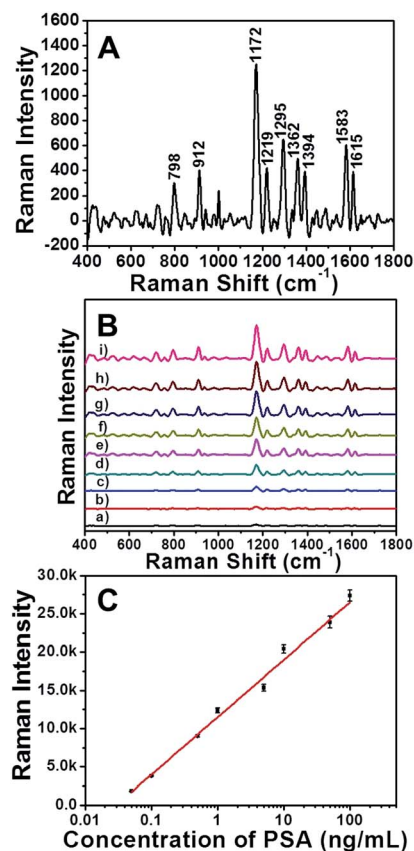 A
1600
1400
1200
1000
800
600
400
200
0
-200
Raman Intensity
798
912
1172
1219
1295
1362
1394
1583
1615
400 600 800 1000 1200 1400 1600 1800
Raman Shift (cm-1)
B
Raman Intensity
i)
h)
g)
f)
e)
d)
c)
b)
a)
400 600 800 1000 1200 1400 1600 1800
Raman Shift (cm-1)
C
30.0k
25.0k
20.0k
15.0k
10.0k
5.0k
0.0
Raman Intensity
0.01 0.1 1 10 100
Concentration of PSA (ng/mL)